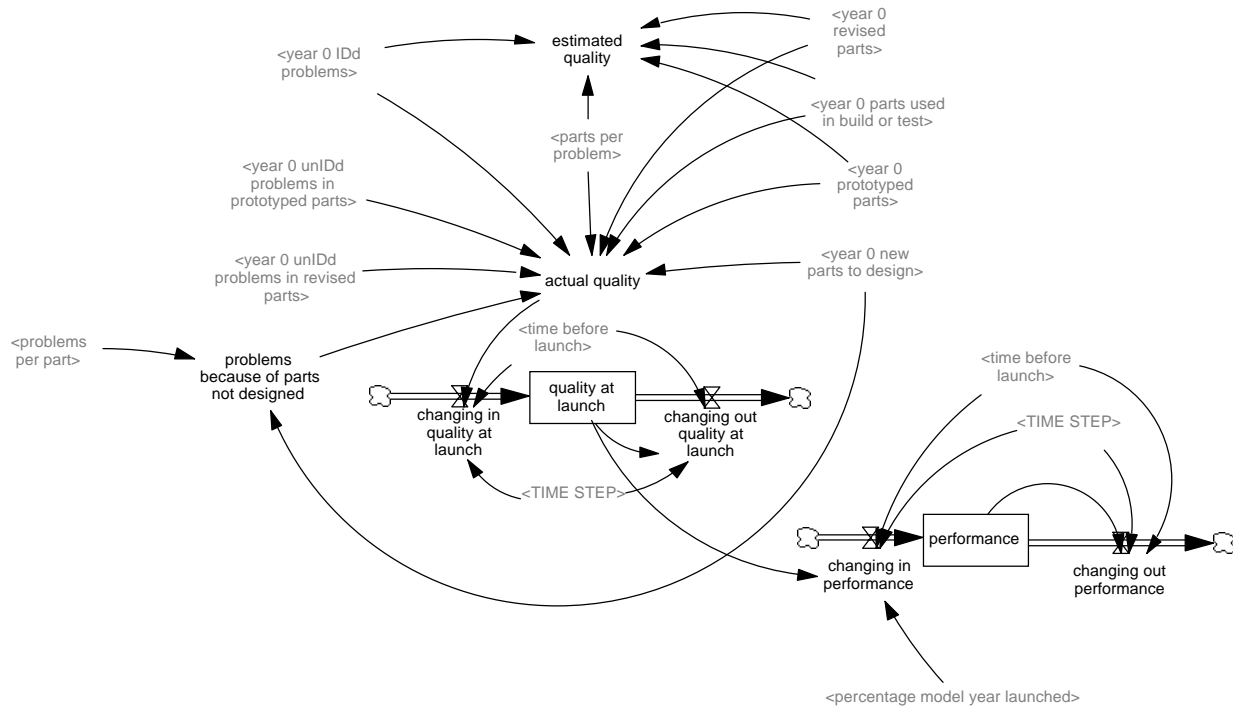 <year 0
revised
parts>
estimated
quality
<year 0 IDd
problems>
<year 0 parts used
in build or test>
<parts per
problem>
<year 0 unIDd
problems in
prototyped parts>
<year 0
prototyped
parts>
<year 0 unIDd
problems in revised
parts>
actual quality
<year 0 new
parts to design>
<problems
per part>
problems
because of parts
not designed
<time before
launch>
quality at
launch
changing in
quality at
launch
changing out
quality at
launch
<TIME STEP>
<time before
launch>
<TIME STEP>
performance
changing in
performance
changing out
performance
<percentage model year launched>